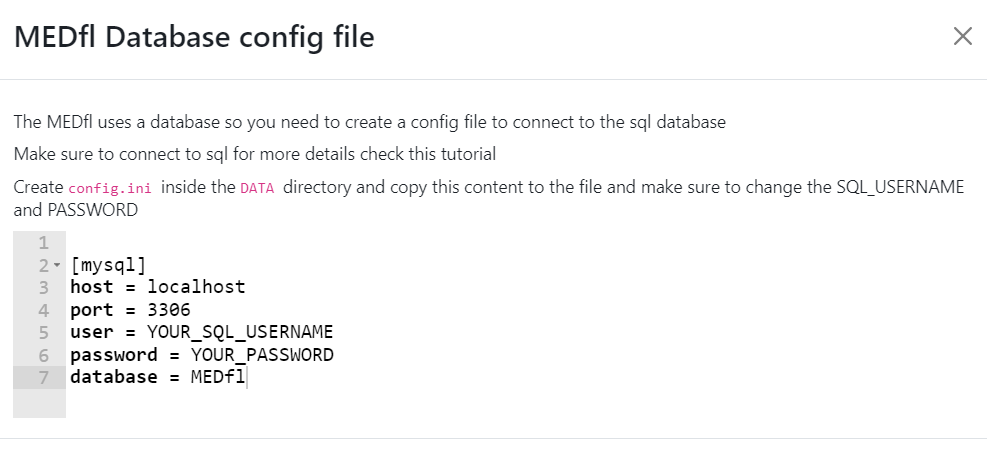 MEDfl Database config file
The MEDfl uses a database so you need to create a config file to connect to the sql database
Make sure to connect to sql for more details check this tutorial
Create config.ini inside the DATA directory and copy this content to the file and make sure to change the SQL_USERNAME
and PASSWORD
1
2 [mysql]
3 host = localhost
4 port = 3306
5 user = YOUR_SQL_USERNAME
6 password = YOUR_PASSWORD
7 database = MEDfl